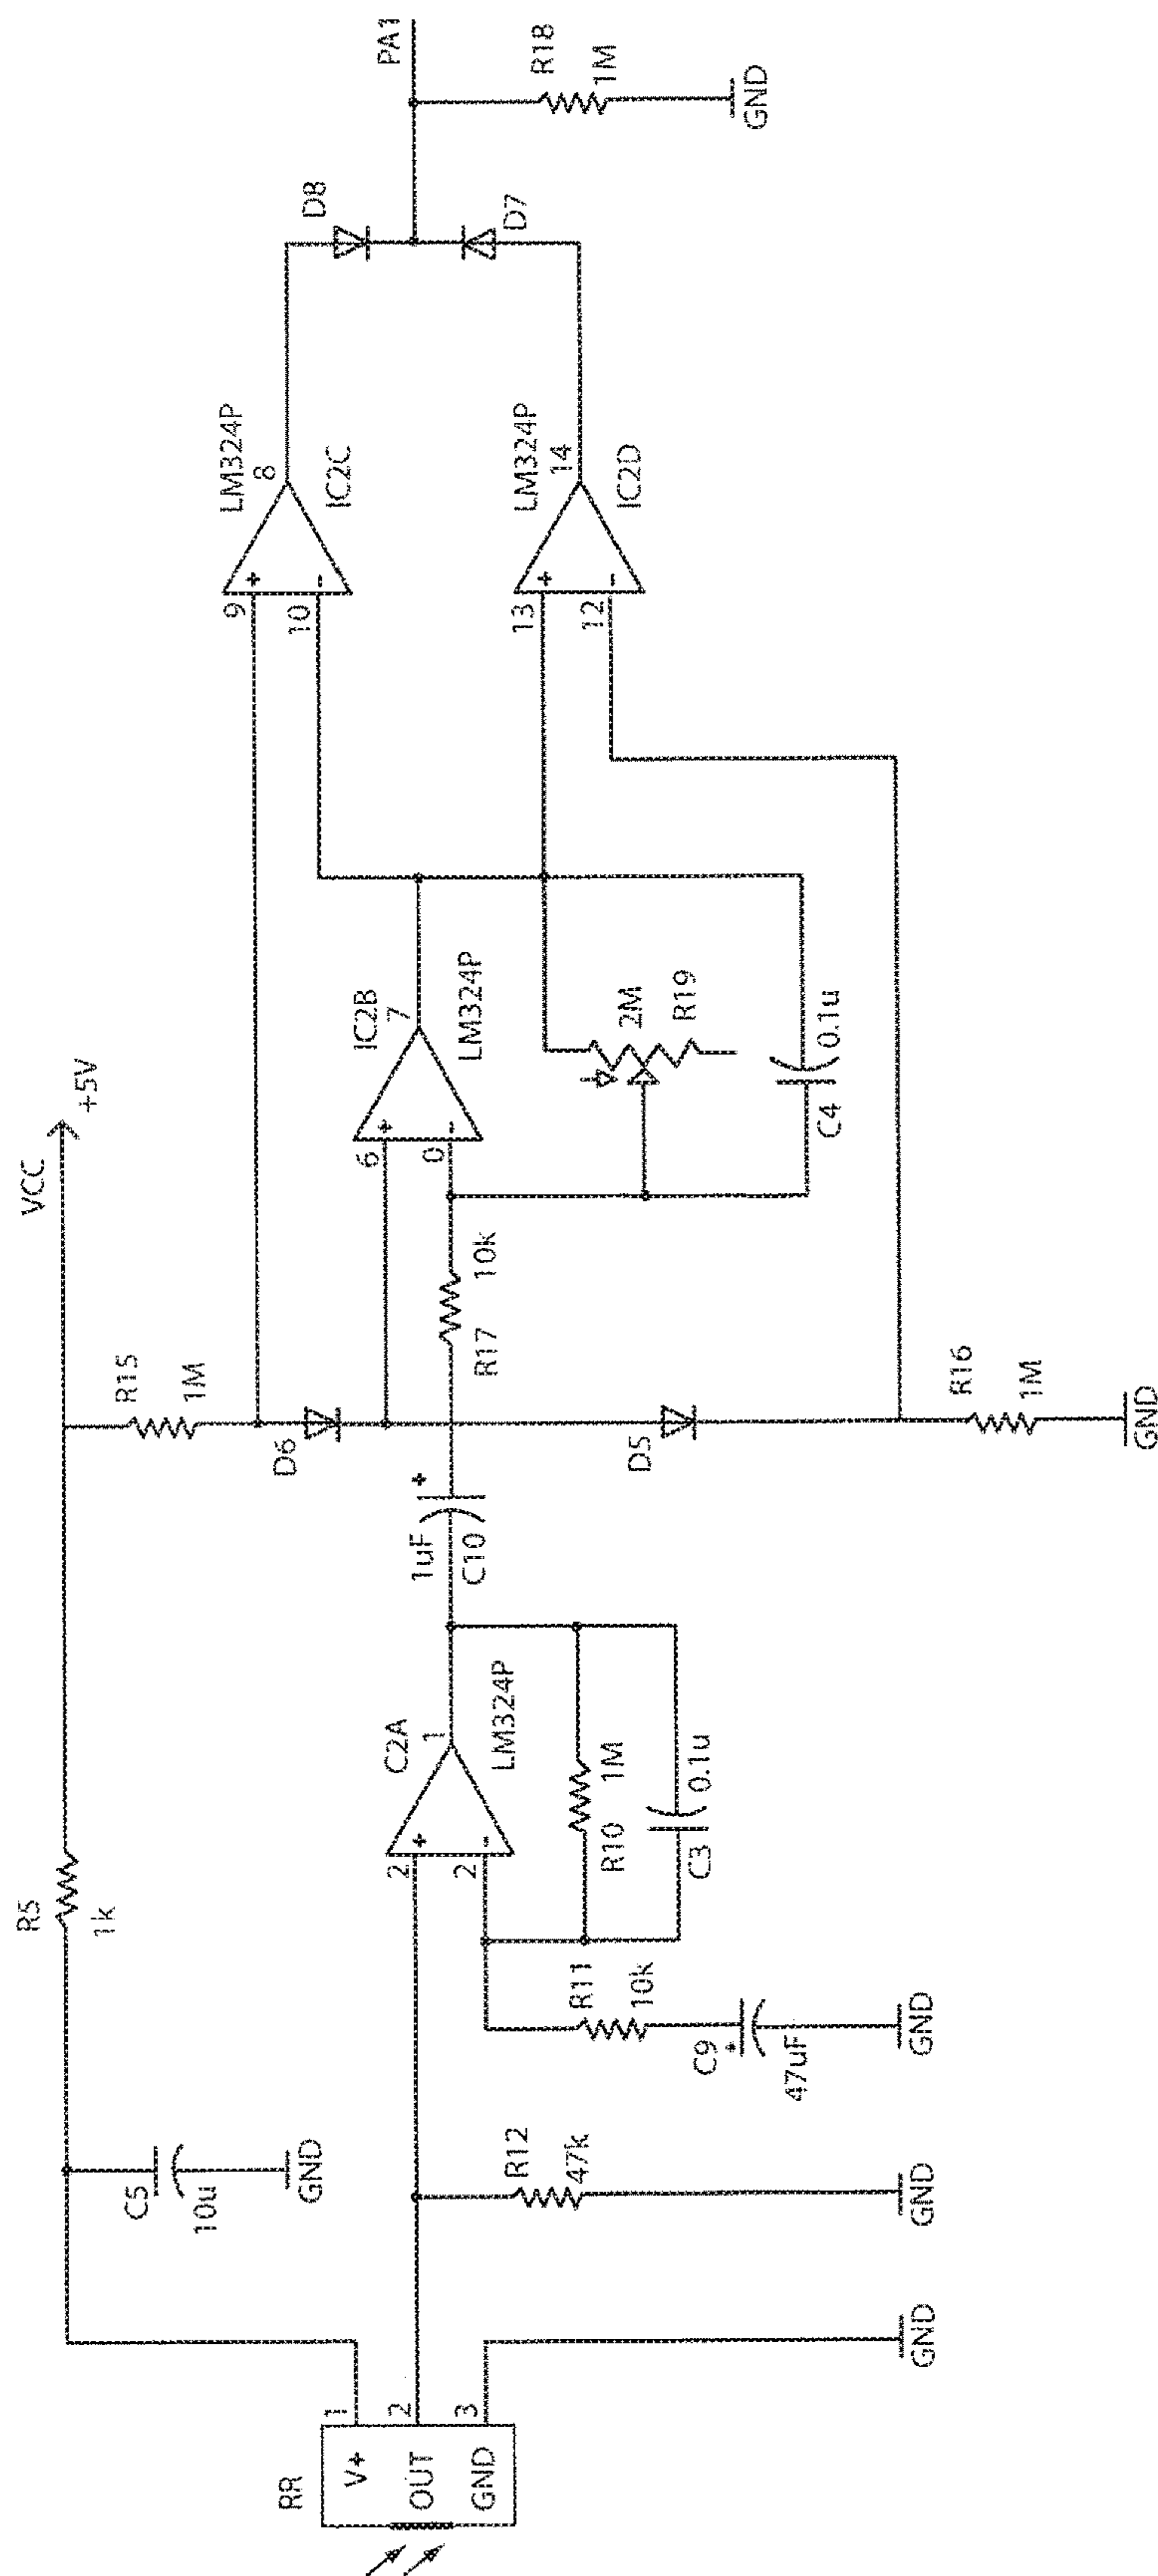 VCC
+5V
R5
1k
C5
10u
GND
RR
V+
OUT
GND
1
2
3
GND
R12
47k
GND
C9
+
47uF
GND
R11
10k
2
2
+
-
C2A
1
LM324P
R10
1M
C3
0.1u
1uF
+
C10
R15
1M
D6
D5
R16
1M
GND
R17
10k
6
0
+
-
IC2B
7
LM324P
2M
R19
C4
0.1u
9
10
+
-
LM324P
8
IC2C
13
12
+
-
LM324P
14
IC2D
D8
D7
PA1
R18
1M
GND